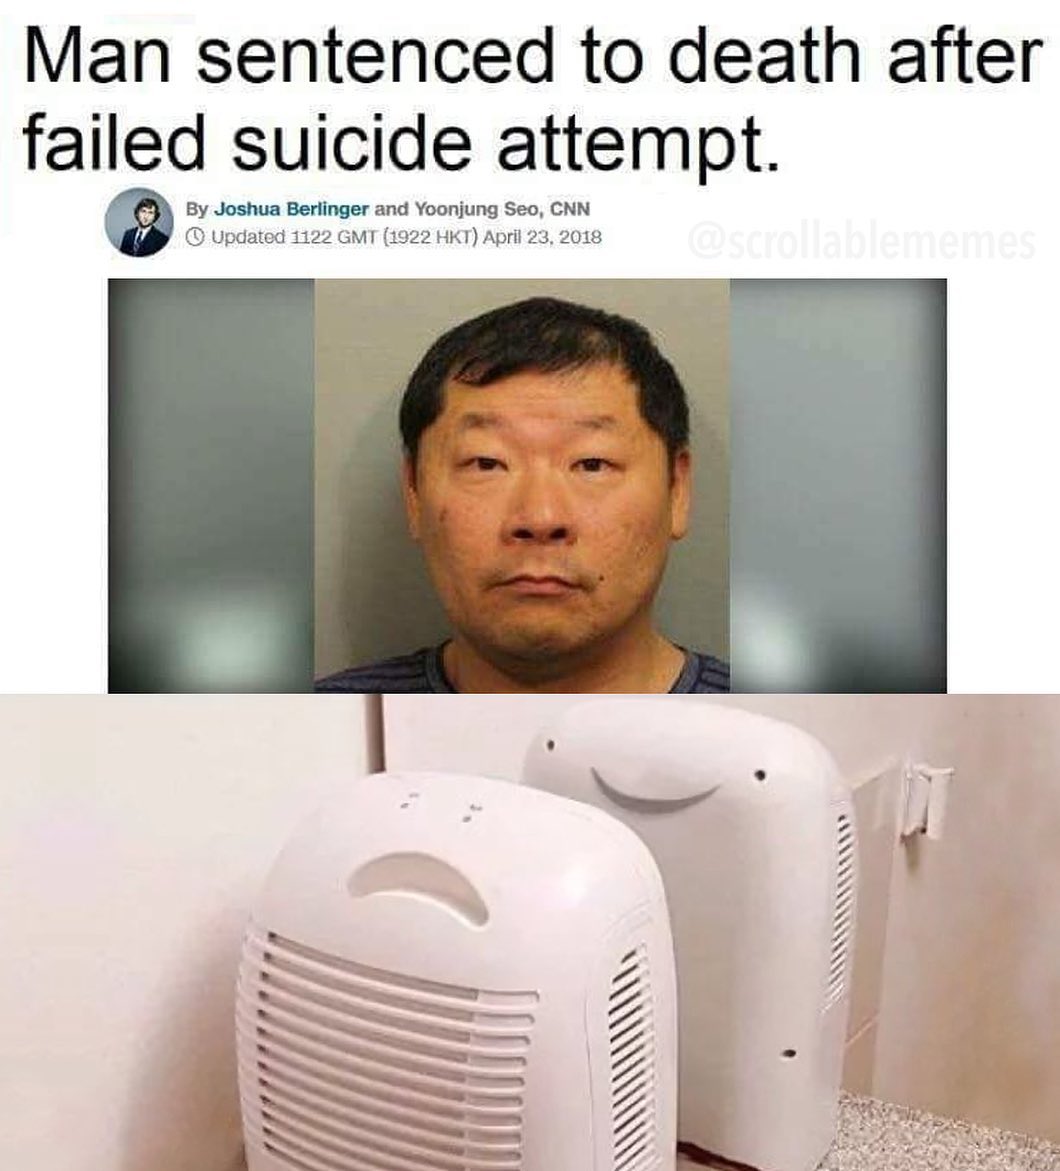 Man sentenced to death after
failed suicide attempt.
By Joshua Berlinger and Yoonjung Seo, CNN
Updated 1122 GMT (1922 HKT) April 23, 2018
@scrollablememes